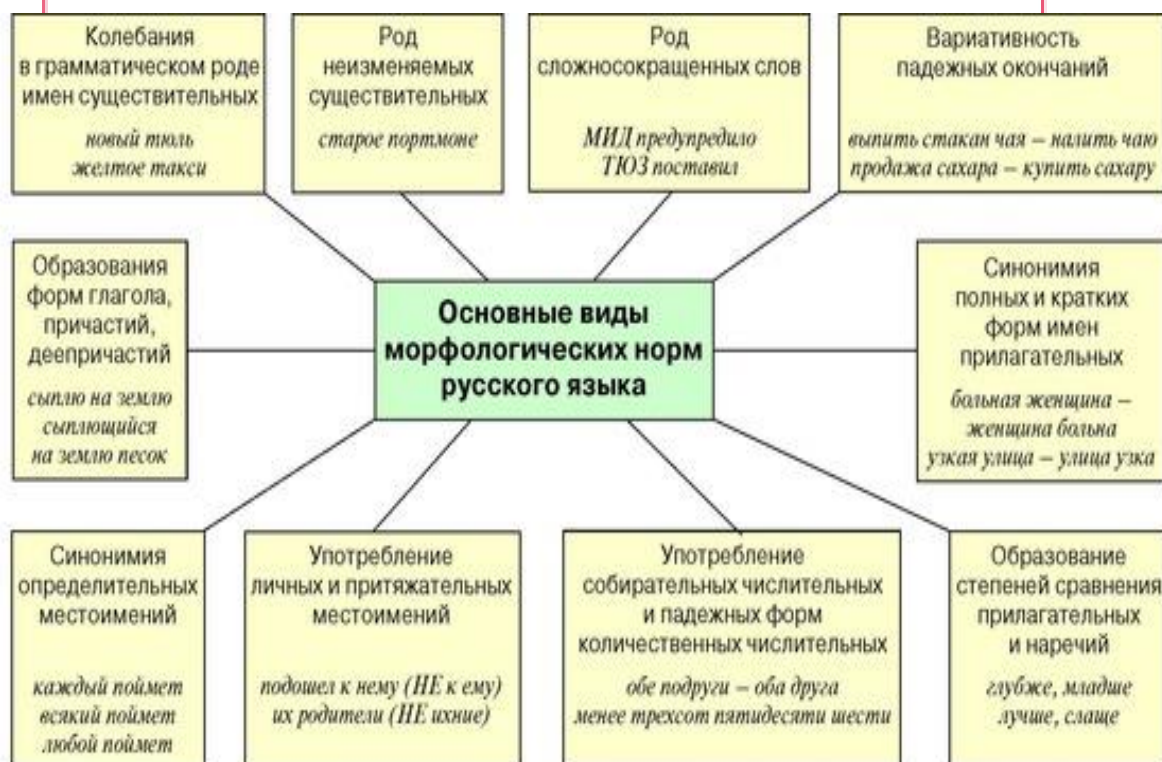 Колебания
в грамматическом роде
имен существительных
новый тюль
желтое такси
Род
неизменяемых
существительных
старое портмоне
Род
сложносокращенных слов
МИД предупредило
ТЮЗ поставил
Вариативность
падежных окончаний
выпить стакан чая – налить чаю
продажа сахара – купить сахару
Образования
форм глагола,
причастий,
деепричастий
сыплю на землю
сыплющийся
на землю песок
Основные виды
морфологических норм
русского языка
Синонимия
полных и кратких
форм имен
прилагательных
больная женщина –
женщина больна
узкая улица – улица узка
Синонимия
определительных
местоимений
каждый поймет
всякий поймет
любой поймет
Употребление
личных и притяжательных
местоимений
подошел к нему (НЕ к ему)
их родители (НЕ ихние)
Употребление
собирательных числительных
и падежных форм
количественных числительных
обе подруги – оба друга
менее трехсот пятидесяти шести
Образование
степеней сравнения
прилагательных
и наречий
глубже, младше
лучше, слаще